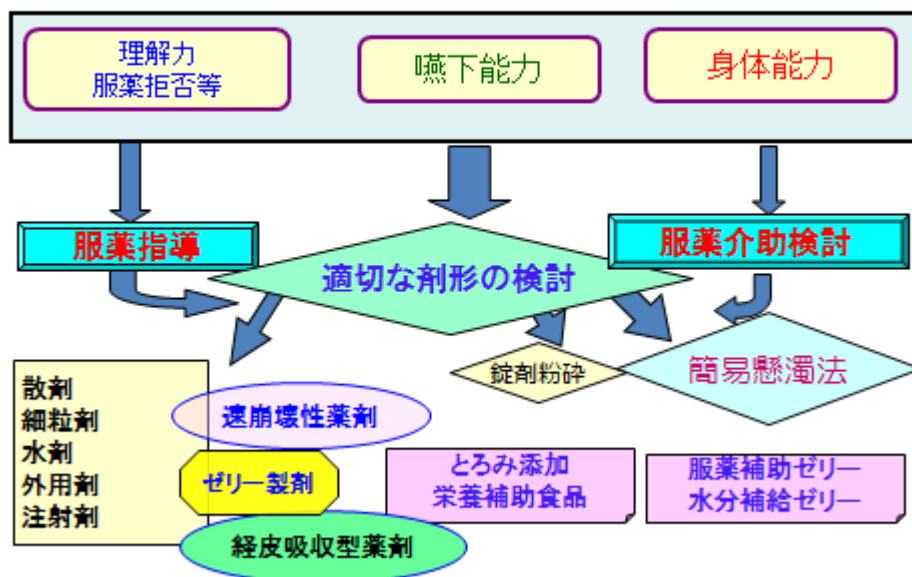 理解力
服薬拒否等
嚥下能力
身体能力
服薬指導
服薬介助検討
適切な剤形の検討
錠剤粉砕
簡易懸濁法
散剤
細粒剤
水剤
外用剤
注射剤
速崩壊性薬剤
ゼリー製剤
経皮吸収型薬剤
とろみ添加
栄養補助食品
服薬補助ゼリー
水分補給ゼリー